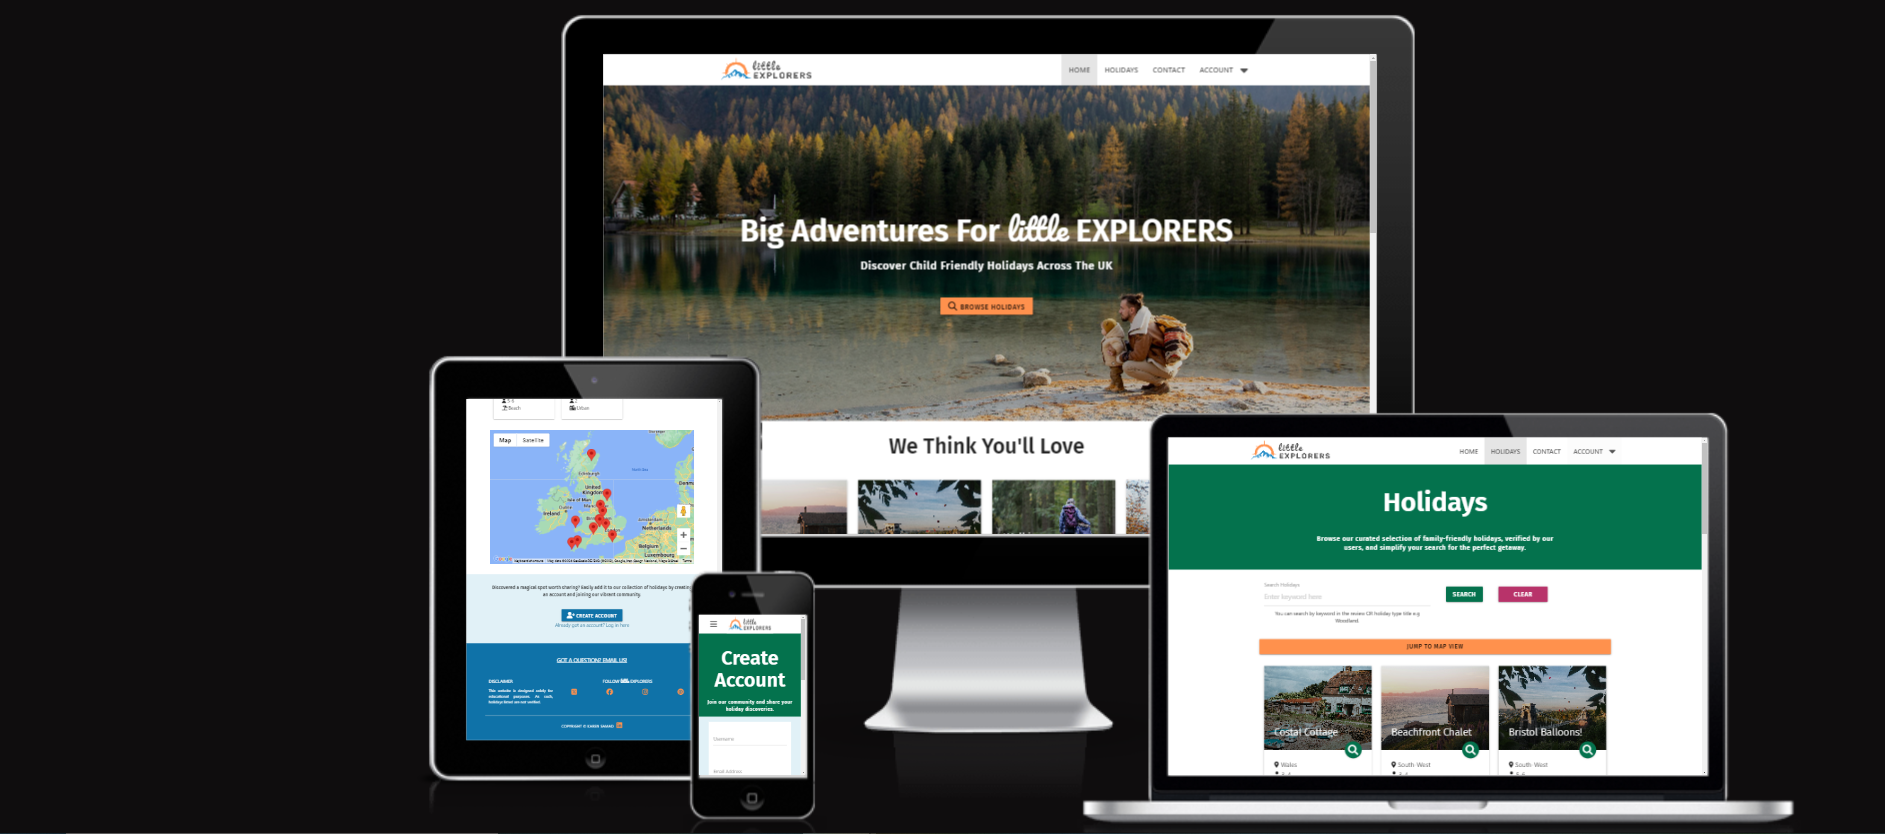 little
EXPLORERS
HOME HOLIDAYS CONTACT ACCOUNT
Big Adventures For little EXPLORERS
Discover Child Friendly Holidays Across The UK
BROWSE HOLIDAYS
We Think You'll Love
Beach
Urban
Map Satellite
Edinburgh
United
Kingdom
Isle of Man
Ireland
Amsterdam
Netherlands
Belgium
Luxembourg
Discovered a magical spot worth sharing? Easily add it to our collection of holidays by creating
an account and joining our vibrant community.
CREATE ACCOUNT
Already got an account? Log in here
GOT A QUESTION? EMAIL US!
DISCLAIMER
This website is designed solely for
educational purposes. As such,
holidays listed are not verified.
FOLLOW little EXPLORERS
little
EXPLORERS
Create
Account
Join our community and share your
holiday discoveries.
Username
Email Address
little
EXPLORERS
HOME HOLIDAYS CONTACT ACCOUNT
Holidays
Browse our curated selection of family-friendly holidays, verified by our
users, and simplify your search for the perfect getaway.
Search Holidays
Enter keyword here
SEARCH
CLEAR
You can search by keyword in the review OR holiday type title e.g
Woodland.
JUMP TO MAP VIEW
Costal Cottage
Beachfront Chalet
Bristol Balloons!
Wales
South West
South West